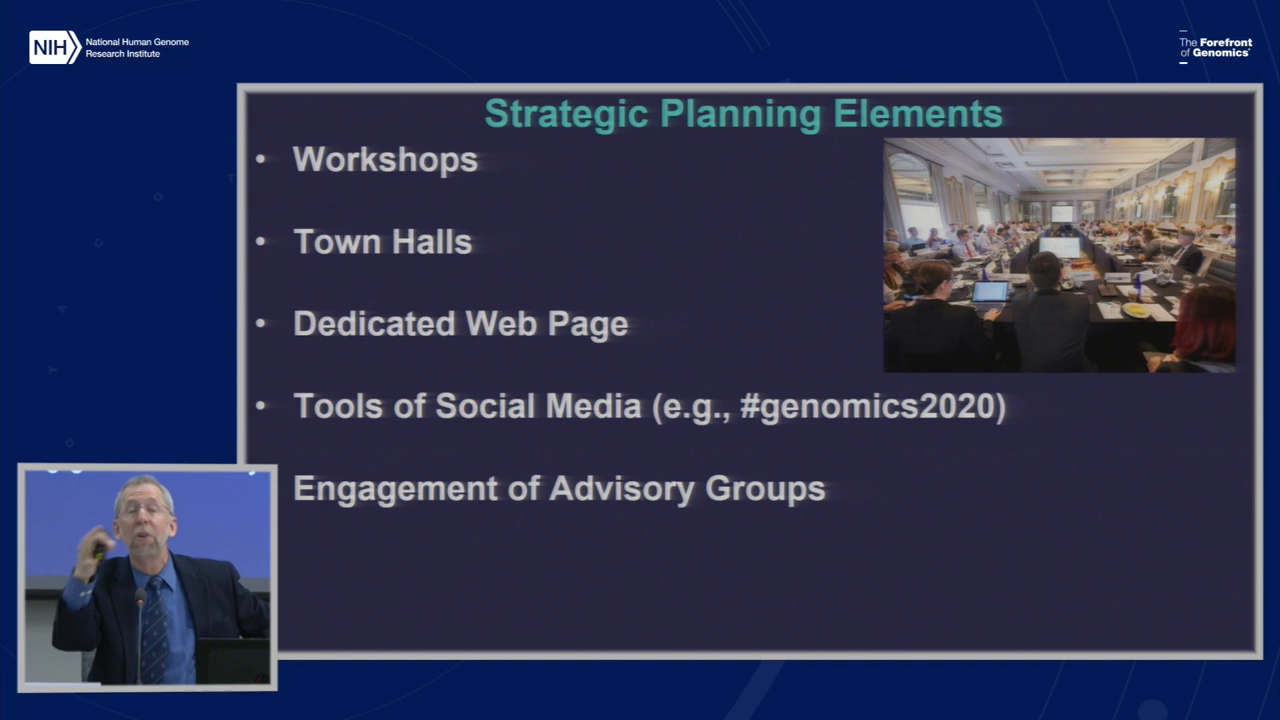 NIH
National Human Genome
Research Institute
The Forefront
of Genomics
Strategic Planning Elements
• Workshops
• Town Halls
• Dedicated Web Page
• Tools of Social Media (e.g., #genomics2020)
Engagement of Advisory Groups